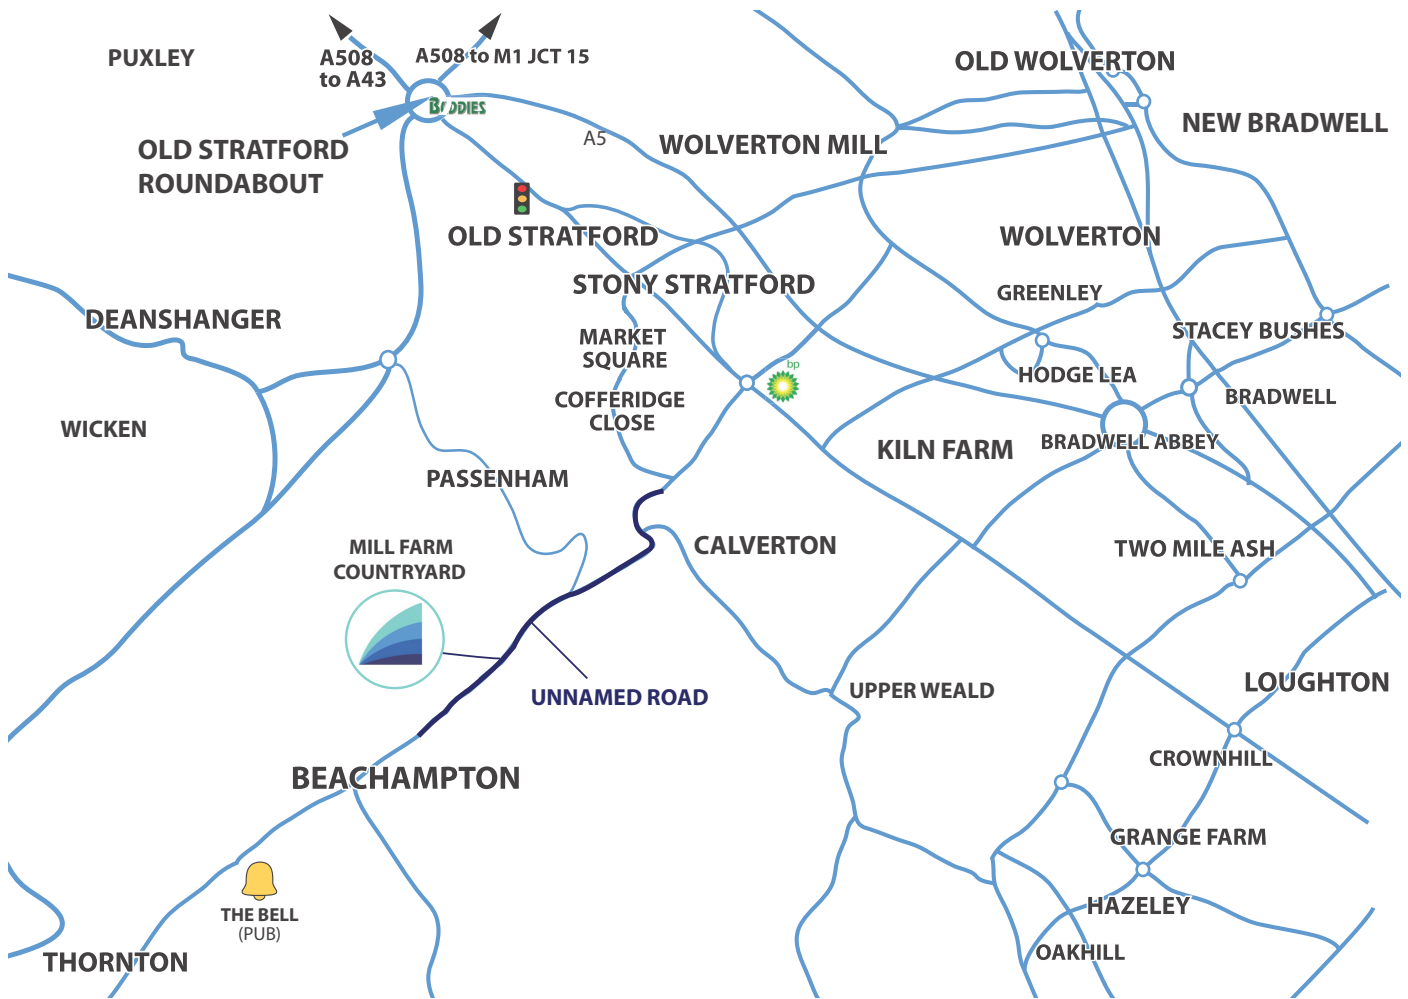 PUXLEY
A508
to A43
A508 to M1 JCT 15
BUDDIES
OLD STRATFORD
ROUNDABOUT
A5
WOLVERTON MILL
OLD WOLVERTON
NEW BRADWELL
OLD STRATFORD
WOLVERTON
STONY STRATFORD
GREENLEY
DEANSHANGER
MARKET
SQUARE
STACEY BUSHES
bp
HODGE LEA
COFFERIDGE
CLOSE
BRADWELL
WICKEN
KILN FARM
BRADWELL ABBEY
PASSENHAM
MILL FARM
COUNTRYARD
CALVERTON
TWO MILE ASH
UNNAMED ROAD
UPPER WEALD
LOUGHTON
CROWNHILL
BEACHAMPTON
GRANGE FARM
THE BELL
(PUB)
HAZELEY
THORNTON
OAKHILL